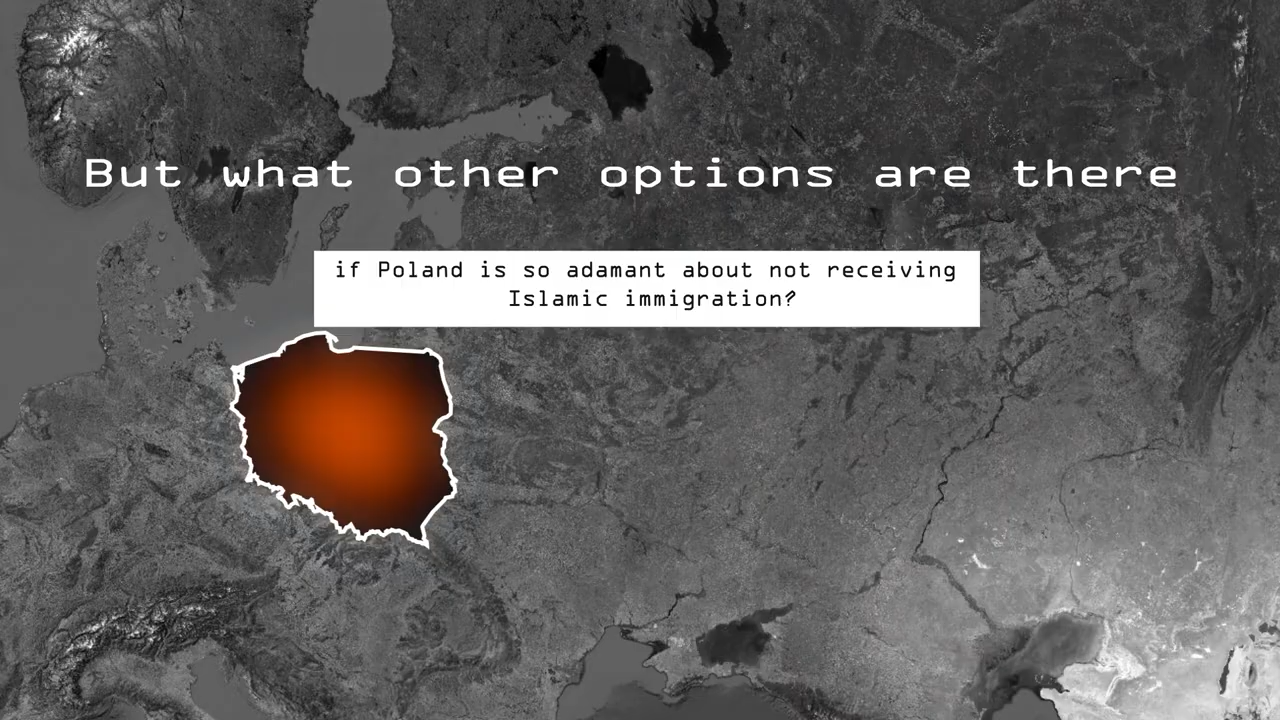 But what other options are there
if Poland is so adamant about not receiving
Islamic immigration?